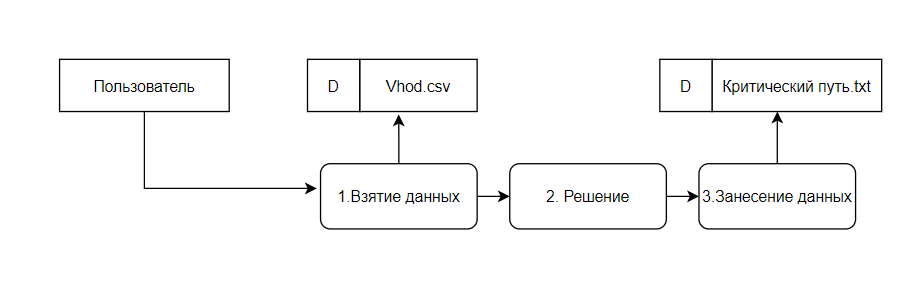 Пользователь
D
Vhod.csv
D
Критический путь.txt
1.Взятие данных
2. Решение
3.Занесение данных